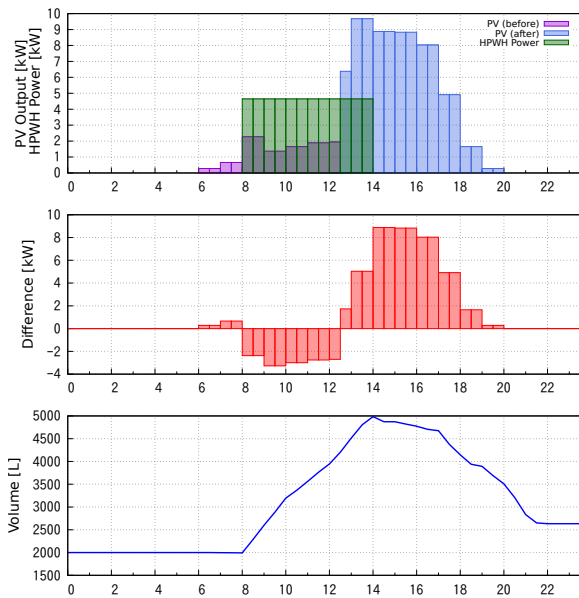 PV Output [kW]
HPWH Power [kW]
10
9
8
7
6
5
4
3
2
1
0
PV (before)
PV (after)
HPWH Power
0 2 4 6 8 10 12 14 16 18 20 22
Difference [kW]
10
8
6
4
2
0
−2
−4
0 2 4 6 8 10 12 14 16 18 20 22
Volume [L]
5000
4500
4000
3500
3000
2500
2000
1500
0 2 4 6 8 10 12 14 16 18 20 22